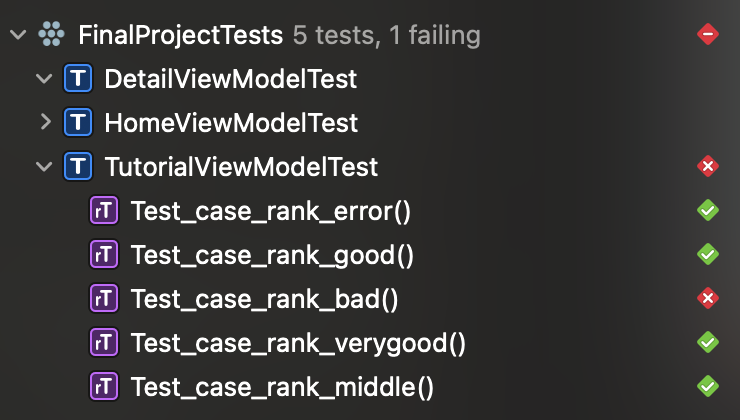 FinalProjectTests 5 tests, 1 failing
T DetailViewModelTest
T HomeViewModelTest
T TutorialViewModelTest
rT Test_case_rank_error()
rT Test_case_rank_good()
rT Test_case_rank_bad()
rT Test_case_rank_verygood()
rT Test_case_rank_middle()